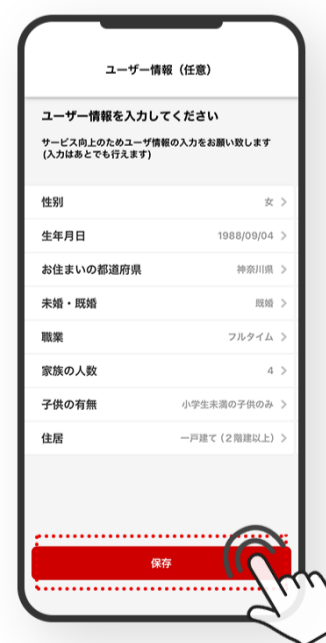 ユーザー情報（任意）
ユーザー情報を入力してください
サービス向上のためユーザ情報の入力をお願い致します
(入力はあとでも行えます)
性別 女
生年月日 1988/09/04
お住まいの都道府県 神奈川県
未婚・既婚 既婚
職業 フルタイム
家族の人数 4
子供の有無 小学生未満の子供のみ
住居 一戸建て（２階建以上）
保存